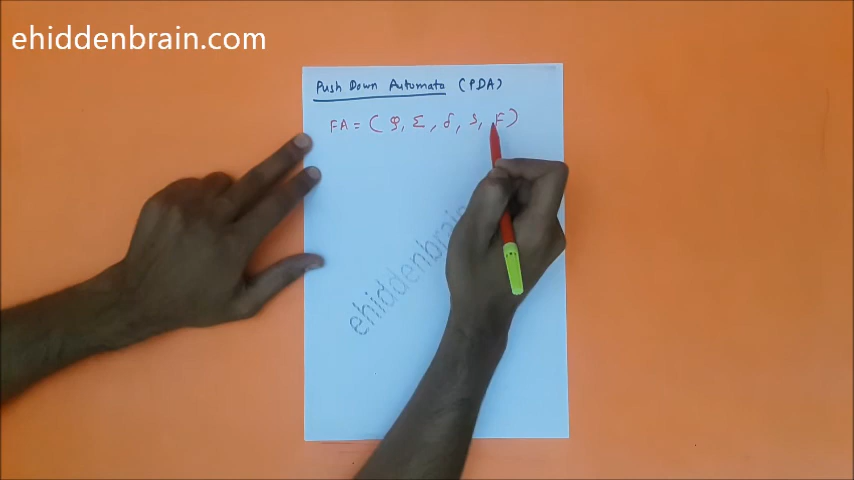 ehiddenbrain.com
Push Down Automata (PDA)
FA = ( Q, Σ, δ, S, F )
ehiddenbrain